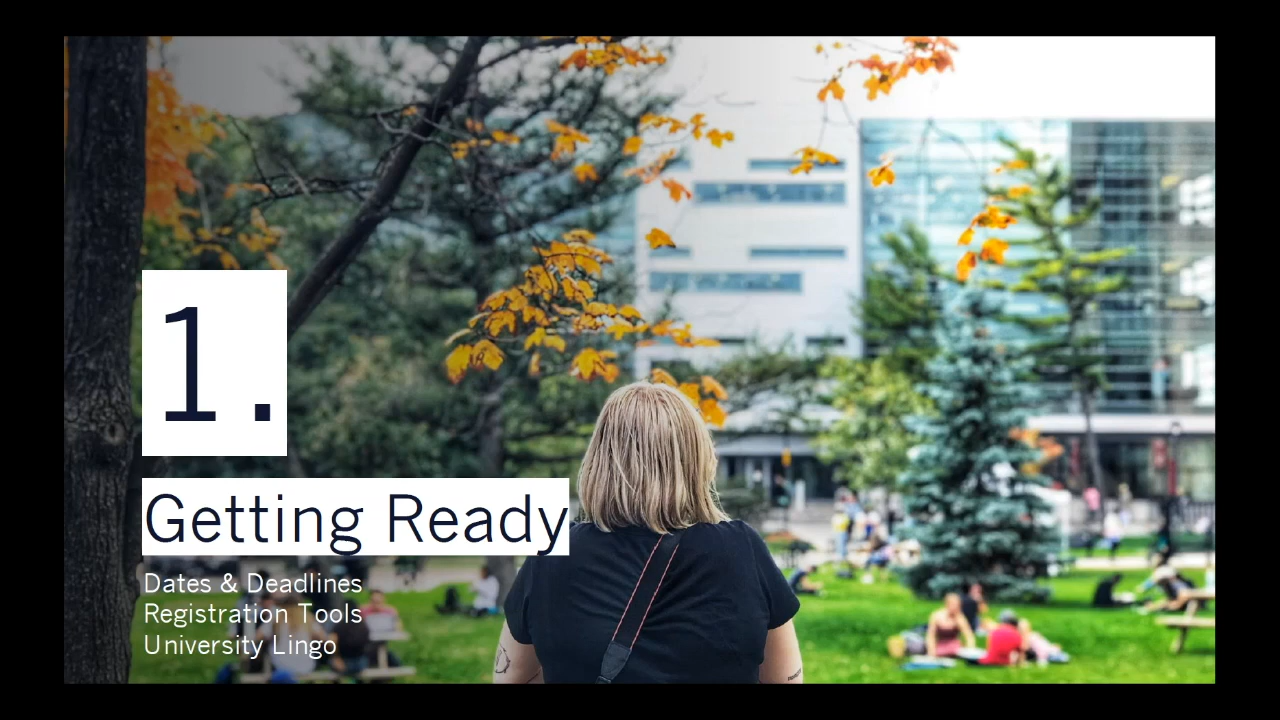 1.
Getting Ready
Dates & Deadlines
Registration Tools
University Lingo